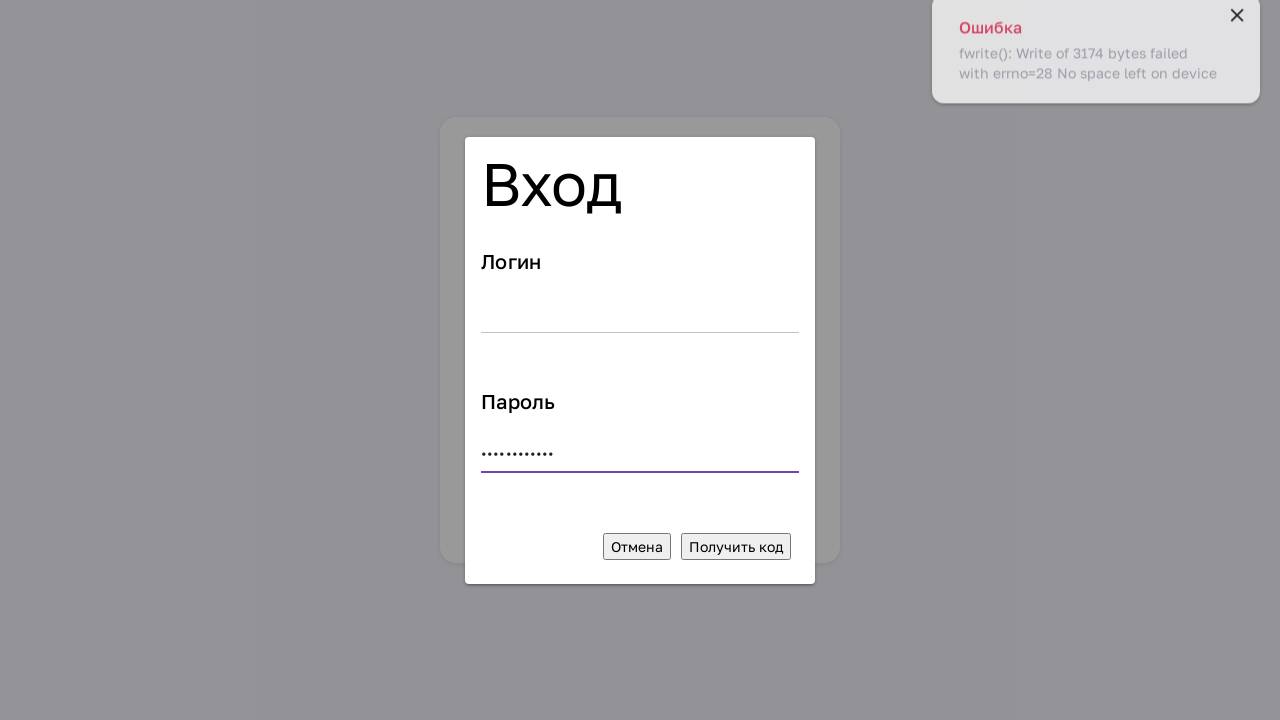 Ошибка
fwrite(): Write of 3174 bytes failed
with errno=28 No space left on device
Вход
Логин
Пароль
••••••••••••
Отмена
Получить код